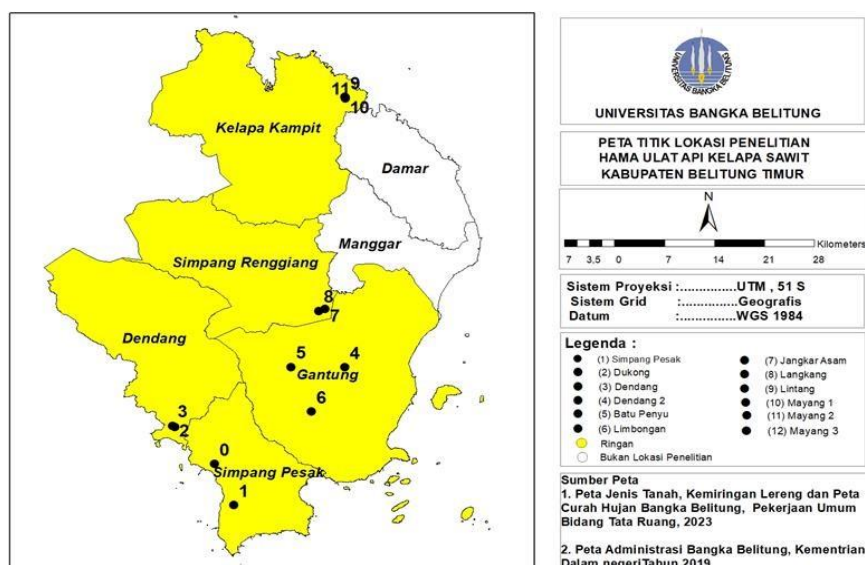 11 9
10
Kelapa Kampit
Damar
Manggar
Simpang Renggiang
8
7
Dendang
5
4
Gantung
6
3
2
0
Simpang Pesak
1
UNIVERSITAS BANGKA BELITUNG
UNIVERSITAS BANGKA BELITUNG
PETA TITIK LOKASI PENELITIAN
HAMA ULAT API KELAPA SAWIT
KABUPATEN BELITUNG TIMUR
N
Kilometers
7 3.5 0 7 14 21 28
Sistem Proyeksi :..............UTM , 51 S
Sistem Grid :...............Geografis
Datum :...............WGS 1984
Legenda :
(1) Simpang Pesak
(2) Dukong
(3) Dendang
(4) Dendang 2
(5) Batu Penyu
(6) Limbongan
Ringan
Bukan Lokasi Penelitian
(7) Jangkar Asam
(8) Langkang
(9) Lintang
(10) Mayang 1
(11) Mayang 2
(12) Mayang 3
Sumber Peta
1. Peta Jenis Tanah, Kemiringan Lereng dan Peta
Curah Hujan Bangka Belitung, Pekerjaan Umum
Bidang Tata Ruang, 2023
2. Peta Administrasi Bangka Belitung, Kementrian
Dalam negeriTahun 2019